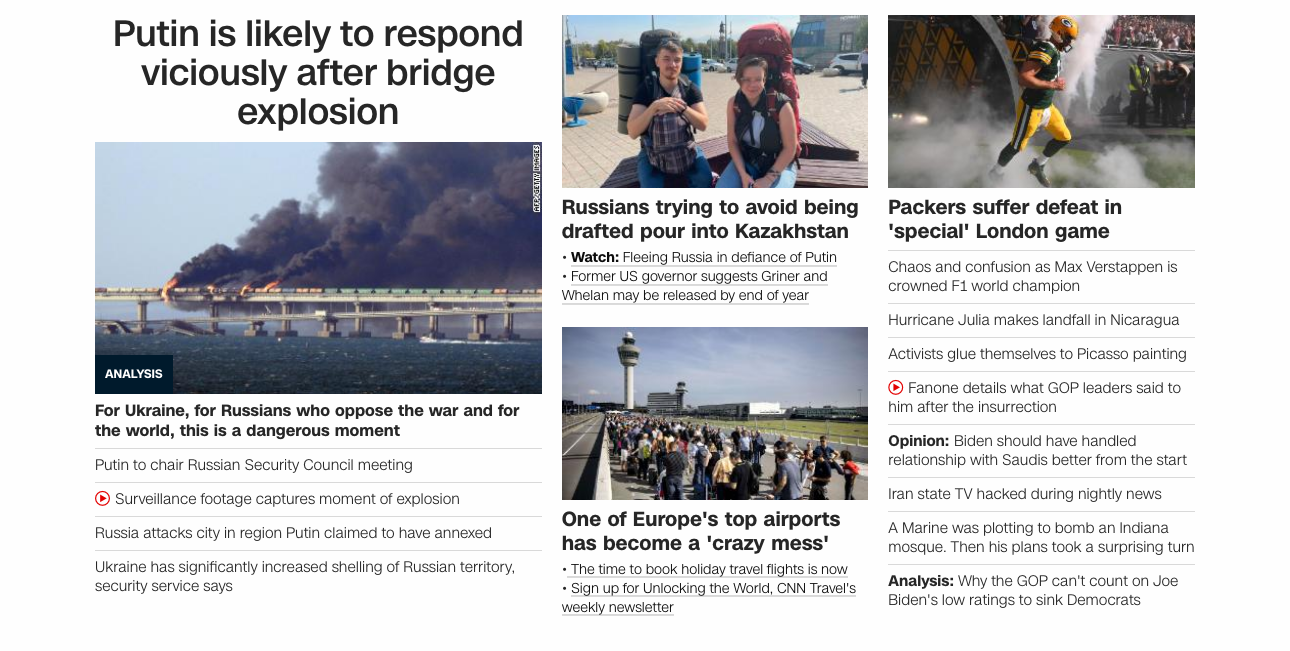 Putin is likely to respond
viciously after bridge
explosion
ANALYSIS
For Ukraine, for Russians who oppose the war and for
the world, this is a dangerous moment
Putin to chair Russian Security Council meeting
Surveillance footage captures moment of explosion
Russia attacks city in region Putin claimed to have annexed
Ukraine has significantly increased shelling of Russian territory,
security service says
Russians trying to avoid being
drafted pour into Kazakhstan
• Watch: Fleeing Russia in defiance of Putin
• Former US governor suggests Griner and
Whelan may be released by end of year
One of Europe's top airports
has become a 'crazy mess'
• The time to book holiday travel flights is now
• Sign up for Unlocking the World, CNN Travel's
weekly newsletter
Packers suffer defeat in
'special' London game
Chaos and confusion as Max Verstappen is
crowned F1 world champion
Hurricane Julia makes landfall in Nicaragua
Activists glue themselves to Picasso painting
Fanone details what GOP leaders said to
him after the insurrection
Opinion: Biden should have handled
relationship with Saudis better from the start
Iran state TV hacked during nightly news
A Marine was plotting to bomb an Indiana
mosque. Then his plans took a surprising turn
Analysis: Why the GOP can't count on Joe
Biden's low ratings to sink Democrats